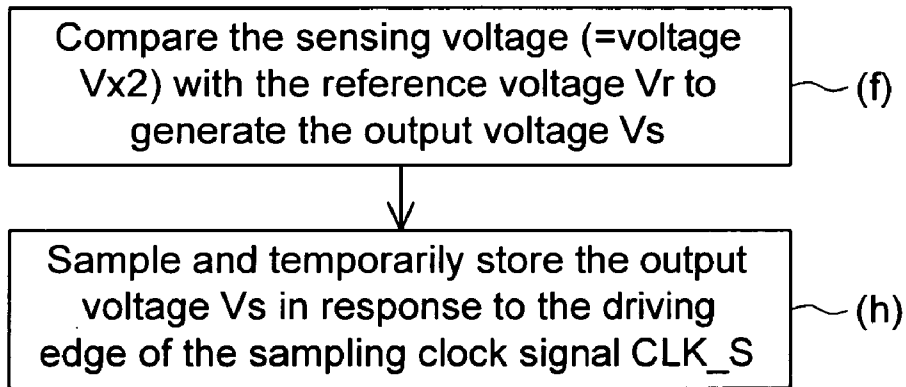 Compare the sensing voltage (=voltage
Vx2) with the reference voltage Vr to
generate the output voltage Vs
(f)
Sample and temporarily store the output
voltage Vs in response to the driving
edge of the sampling clock signal CLK_S
(h)